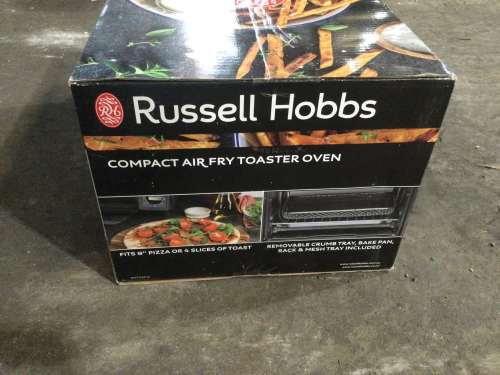 RH
Russell Hobbs
COMPACT AIR FRY TOASTER OVEN
FITS 8" PIZZA OR 4 SLICES OF TOAST
REMOVABLE CRUMB TRAY, BAKE PAN,
RACK & MESH TRAY INCLUDED